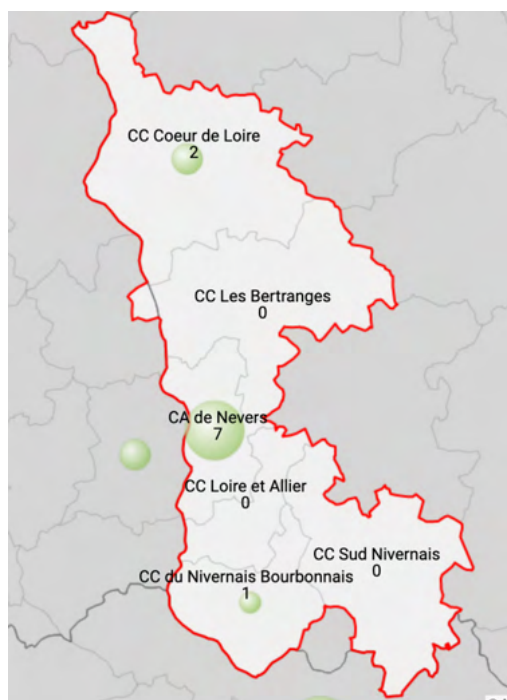 CC Coeur de Loire
2
CC Les Bertranges
0
CA de Nevers
7
CC Loire et Allier
0
CC Sud Nivernais
0
CC du Nivernais Bourbonnais
1